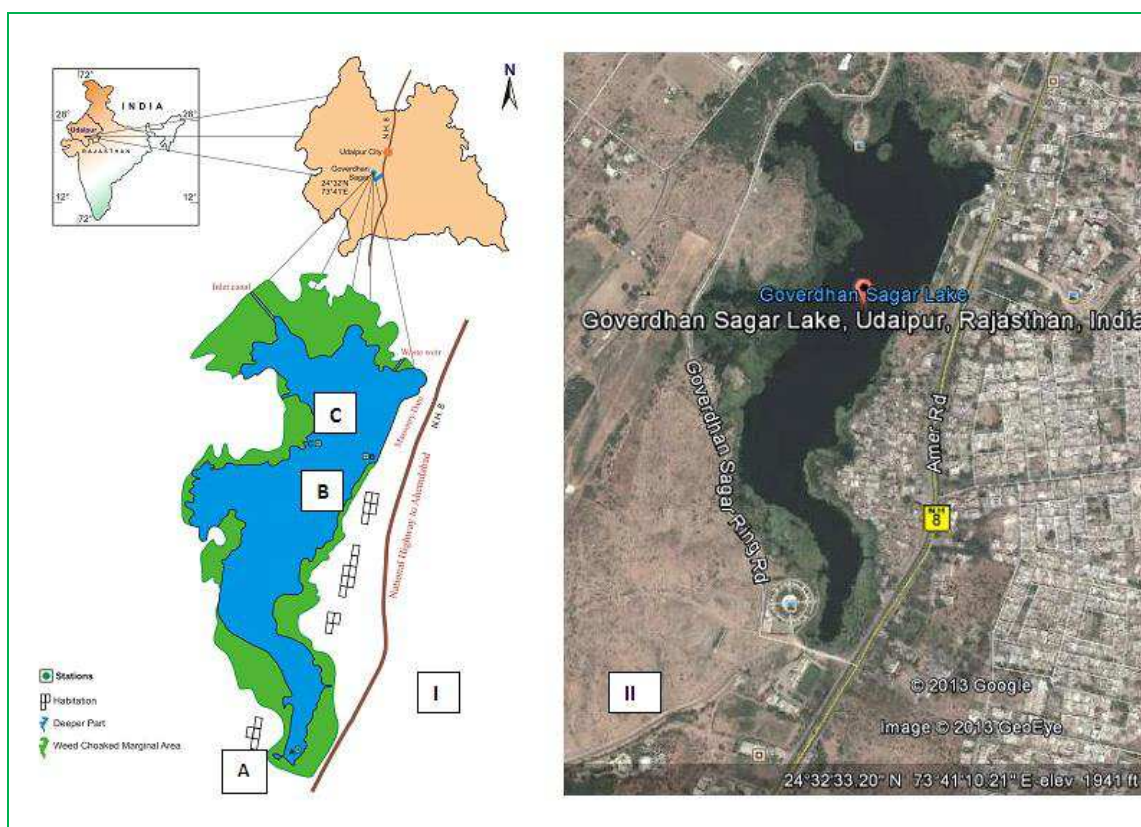 72°
INDIA
28°
28°
Udaipur
RAJASTHAN
12°
12°
72°
N
N.H. 8
Udaipur City
Goverdhan
Sagar
24°32'N
73°41'E
Inlet canal
Waste weir
C
Masonry Dam
N.H. 8
B
National Highway to Ahemdabad
Stations
Habitation
Deeper Part
Weed Choaked Marginal Area
I
A
Goverdhan Sagar Lake
Goverdhan Sagar Lake, Udaipur, Rajasthan, India
Goverdhan Sagar Ring Rd
Amer Rd
N.H
8
II
© 2013 Google
Image © 2013 GeoEye
24°32'33.20" N 73°41'10.21" E elev 1941 ft